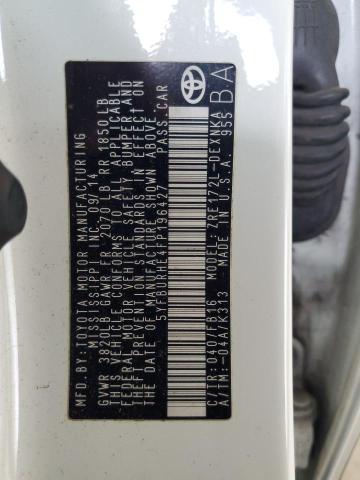 MFD.BY:TOYOTA MOTOR MANUFACTURING
MISSISSIPPI INC. 09/14
GVWR 3820LB GAWR FR 2070 LB RR 1850LB
THIS VEHICLE CONFORMS TO ALL APPLICABLE
FEDERAL MOTOR VEHICLE SAFETY, BUMPER, AND
THEFT PREVENTION STANDARDS IN EFFECT ON
THE DATE OF MANUFACTURE SHOWN ABOVE.
5YFBURHE4FP196427 PASS.CAR
C/TR:040/FB16 MODEL:ZRE172L-DEXNKA
A/TM:-04A/FK313 MADE IN U.S.A. 955
BA